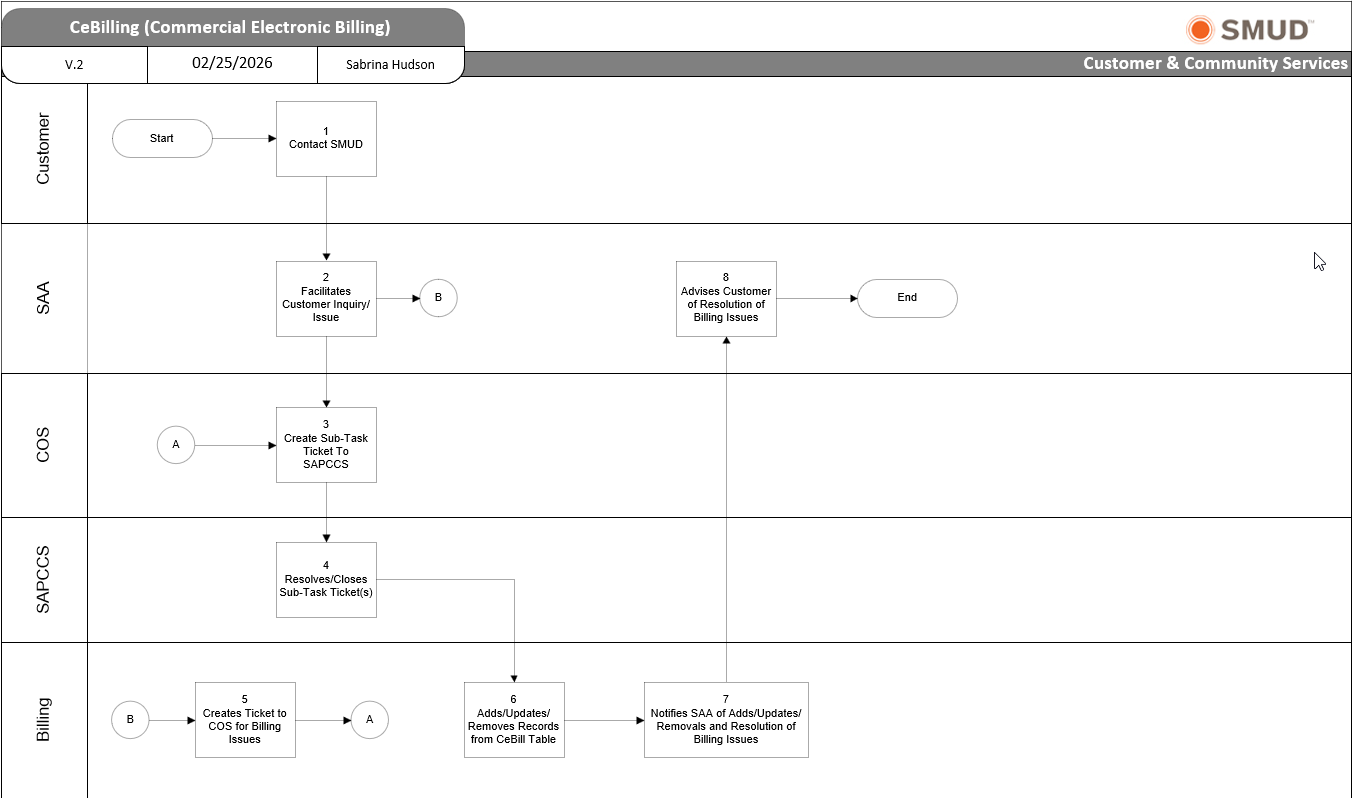 CeBilling (Commercial Electronic Billing)
SMUD™
V.2
02/25/2026
Sabrina Hudson
Customer & Community Services
Customer
Start
1
Contact SMUD
SAA
2
Facilitates
Customer Inquiry/
Issue
B
8
Advises Customer
of Resolution of
Billing Issues
End
COS
A
3
Create Sub-Task
Ticket To
SAPCCS
SAPCCS
4
Resolves/Closes
Sub-Task Ticket(s)
Billing
B
5
Creates Ticket to
COS for Billing
Issues
A
6
Adds/Updates/
Removes Records
from CeBill Table
7
Notifies SAA of Adds/Updates/
Removals and Resolution of
Billing Issues